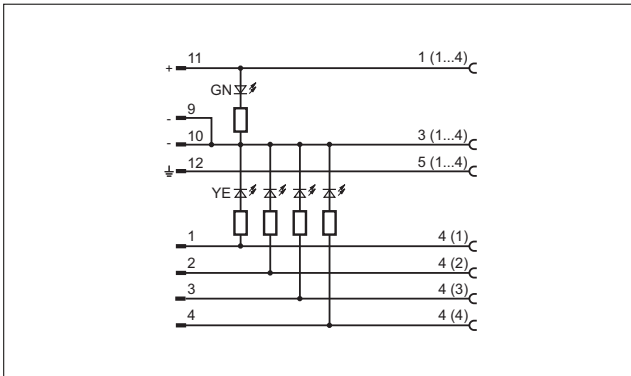 + 11 1 (1...4)
GN
- 9
- 10 3 (1...4)
12 5 (1...4)
YE
1 4 (1)
2 4 (2)
3 4 (3)
4 4 (4)